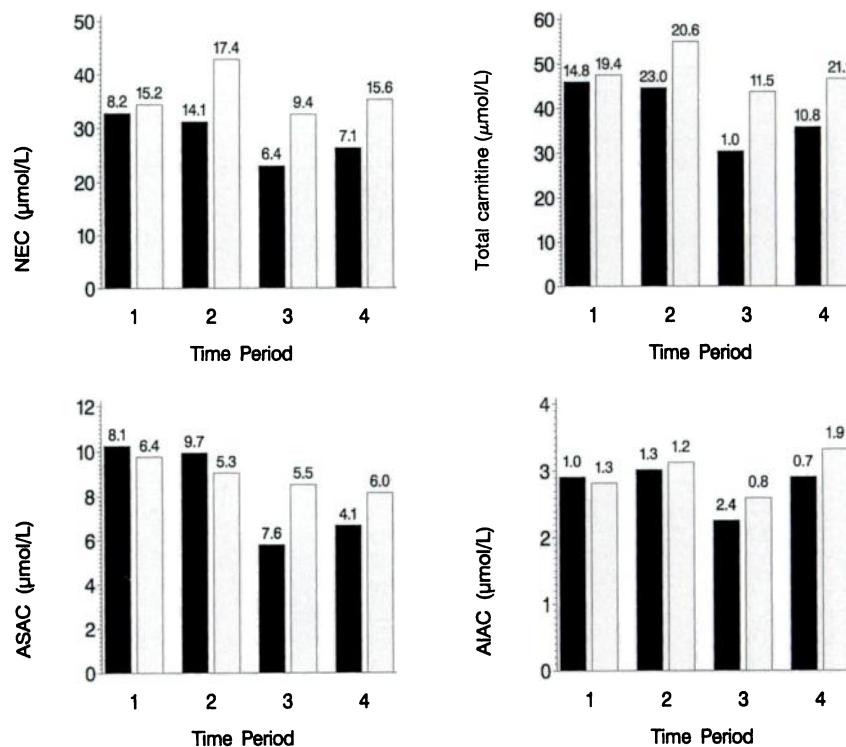 NEC (μmol/L)
50
40
30
20
10
0
8.2 15.2 14.1 17.4 6.4 9.4 7.1 15.6
1 2 3 4
Time Period
Total carnitine (μmol/L)
60
50
40
30
20
10
0
14.8 19.4 23.0 20.6 1.0 11.5 10.8 21.
1 2 3 4
Time Period
ASAC (μmol/L)
12
10
8
6
4
2
0
8.1 6.4 9.7 5.3 7.6 5.5 4.1 6.0
1 2 3 4
Time Period
AIAC (μmol/L)
4
3
2
1
0
1.0 1.3 1.3 1.2 2.4 0.8 0.7 1.9
1 2 3 4
Time Period